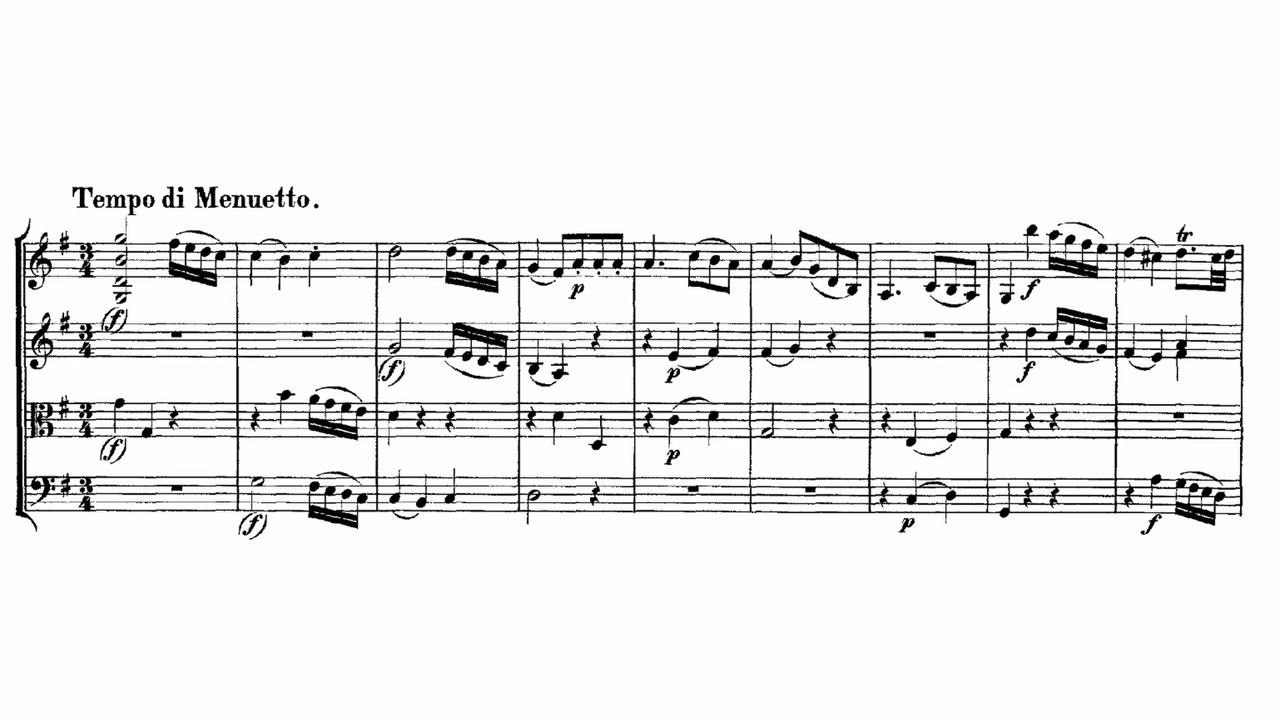 Tempo di Menuetto.
tr
(f) p f
(f) p f
(f) p
(f) p f